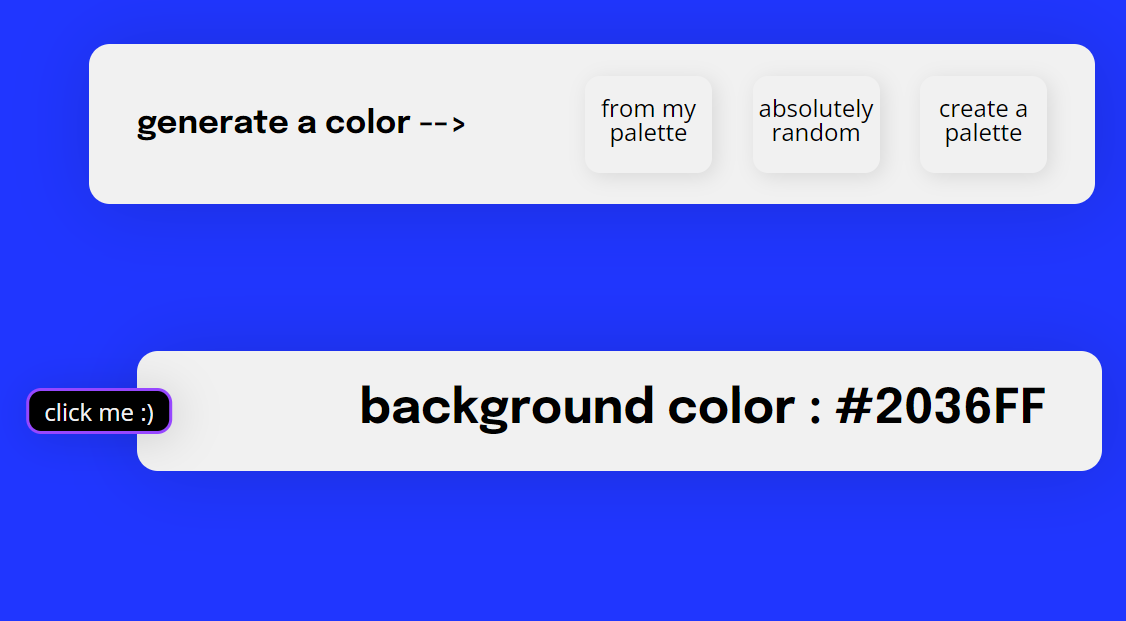 generate a color -->
from my
palette
absolutely
random
create a
palette
click me :)
background color : #2036FF